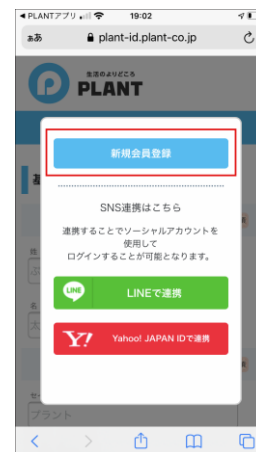 PLANTアプリ 19:02
ああ plant-id.plant-co.jp
生活のよりどころ
PLANT
新規会員登録
SNS連携はこちら
連携することでソーシャルアカウントを
使用して
ログインすることが可能となります。
LINE LINEで連携
Y! Yahoo! JAPAN IDで連携
プラント